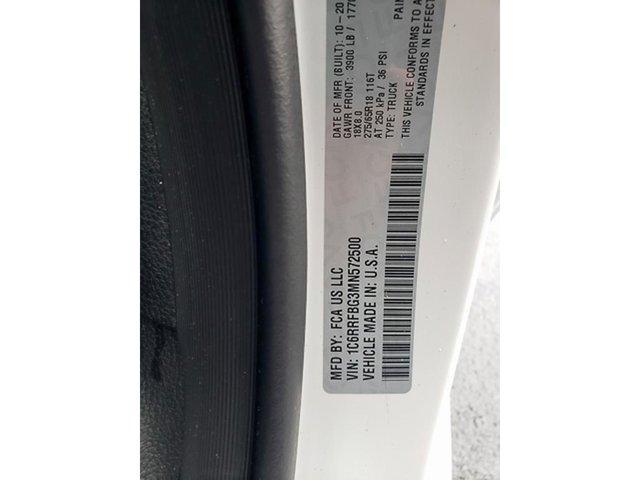 MFD BY: FCA US LLC
DATE OF MFR (BUILT): 10-20
GAWR FRONT: 3900 LB / 177
18X8.0
275/65R18 116T
AT 250 kPa / 36 PSI
TYPE: TRUCK
THIS VEHICLE CONFORMS TO A
STANDARDS IN EFFECT
VIN: 1C6RRFBG3MN572500
VEHICLE MADE IN: U.S.A.
PAIN